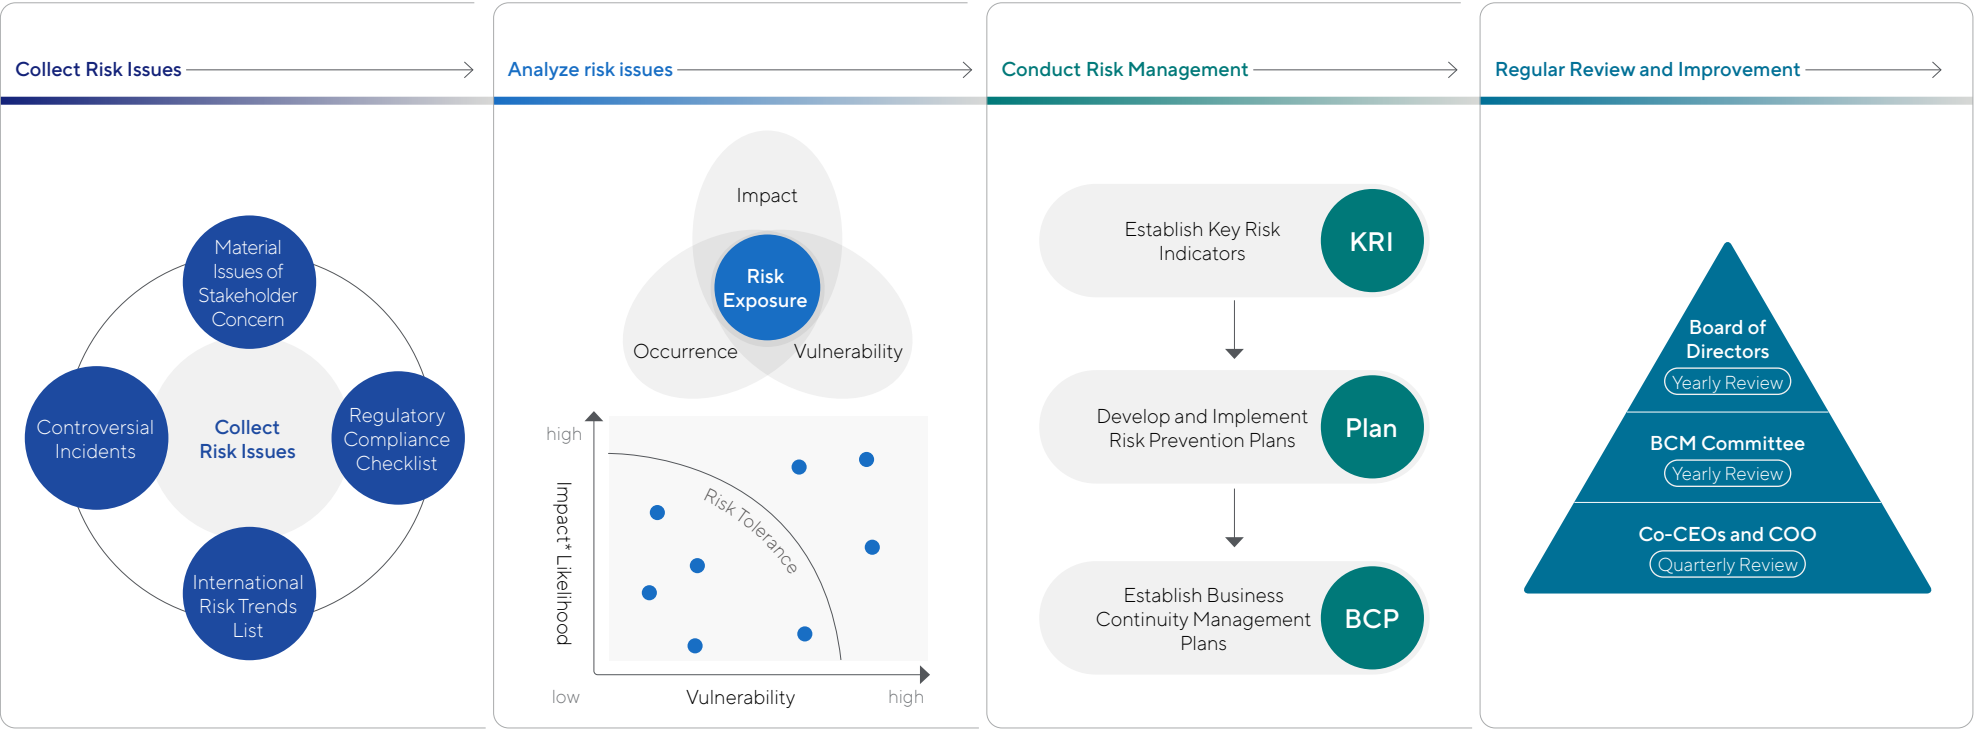 Collect Risk Issues
Material
Issues of
Stakeholder
Concern
Controversial
Incidents
Collect
Risk Issues
Regulatory
Compliance
Checklist
International
Risk Trends
List
Analyze risk issues
Impact
Risk
Exposure
Occurrence
Vulnerability
high
Impact* Likelihood
Risk Tolerance
low
Vulnerability
high
Conduct Risk Management
Establish Key Risk
Indicators
KRI
Develop and Implement
Risk Prevention Plans
Plan
Establish Business
Continuity Management
Plans
BCP
Regular Review and Improvement
Board of
Directors
Yearly Review
BCM Committee
Yearly Review
Co-CEOs and COO
Quarterly Review